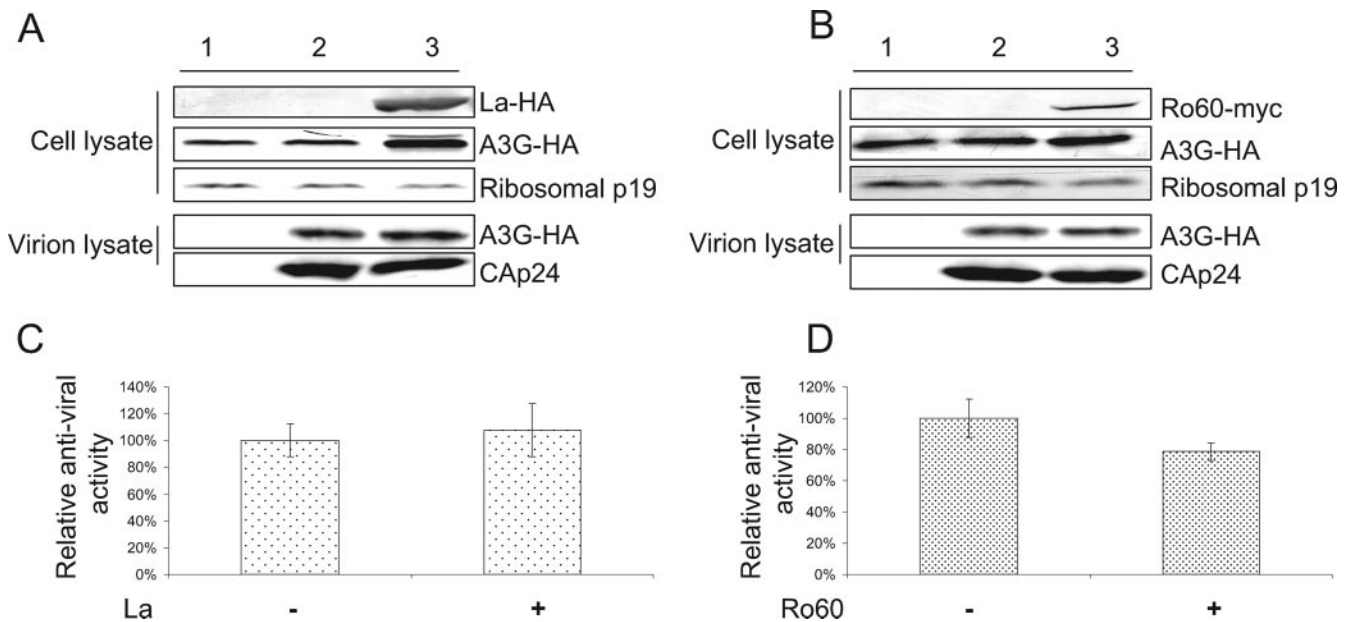 A
1 2 3
Cell lysate
La-HA
A3G-HA
Ribosomal p19
Virion lysate
A3G-HA
CAp24
B
1 2 3
Cell lysate
Ro60-myc
A3G-HA
Ribosomal p19
Virion lysate
A3G-HA
CAp24
C
Relative anti-viral
activity
140%
120%
100%
80%
60%
40%
20%
0%
La - +
D
Relative anti-viral
activity
120%
100%
80%
60%
40%
20%
0%
Ro60 - +